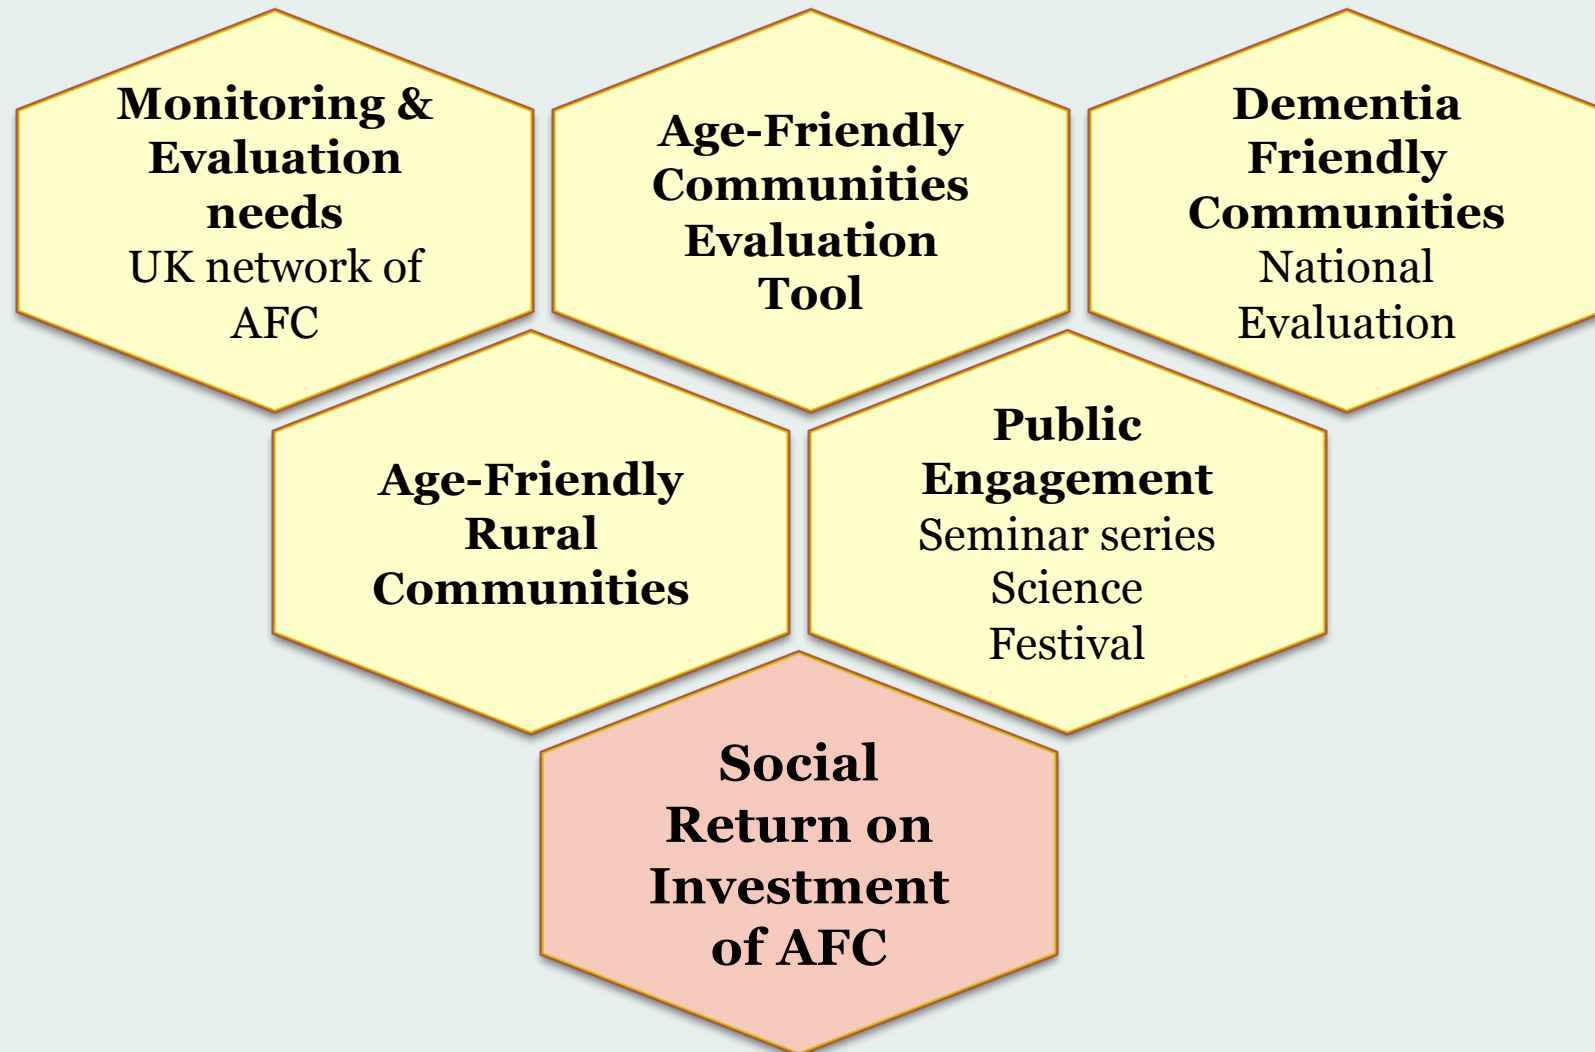 Monitoring &
Evaluation
needs
UK network of
AFC
Age-Friendly
Communities
Evaluation
Tool
Dementia
Friendly
Communities
National
Evaluation
Age-Friendly
Rural
Communities
Public
Engagement
Seminar series
Science
Festival
Social
Return on
Investment
of AFC